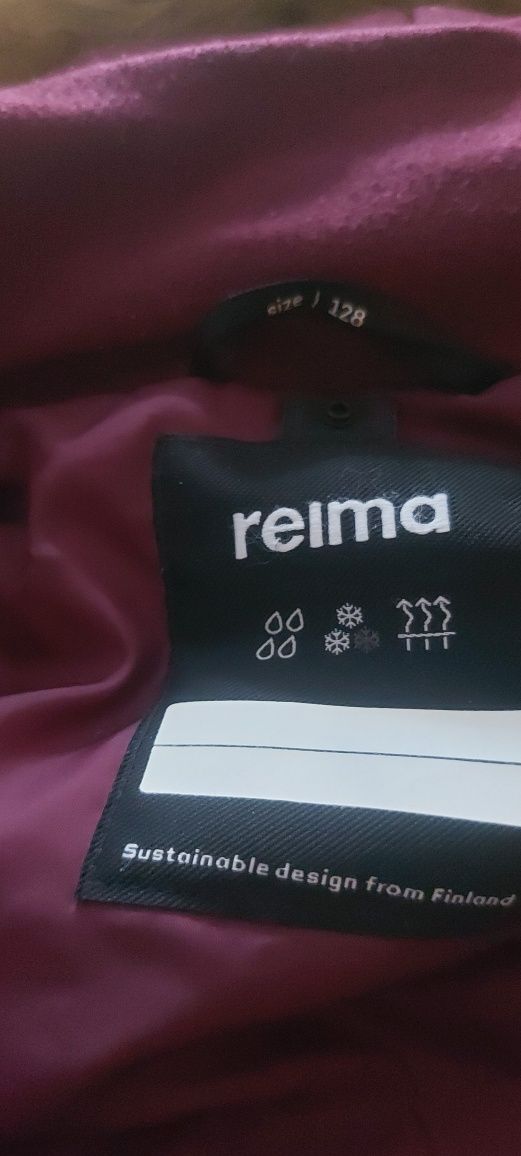 size / 128
reima
Sustainable design from Finland